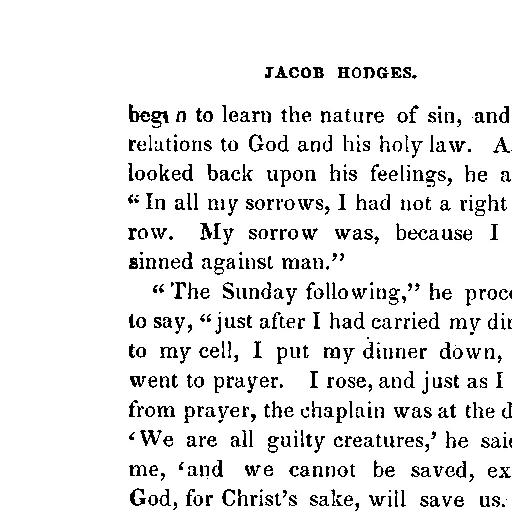 JACOB HODGES.
begin to learn the nature of sin, and
relations to God and his holy law. A
looked back upon his feelings, he a
“In all my sorrows, I had not a right
row. My sorrow was, because I
sinned against man.”
“The Sunday following,” he proce
to say, “just after I had carried my din
to my cell, I put my dinner down,
went to prayer. I rose, and just as I
from prayer, the chaplain was at the d
‘We are all guilty creatures,’ he said
me, ‘and we cannot be saved, ex
God, for Christ’s sake, will save us.